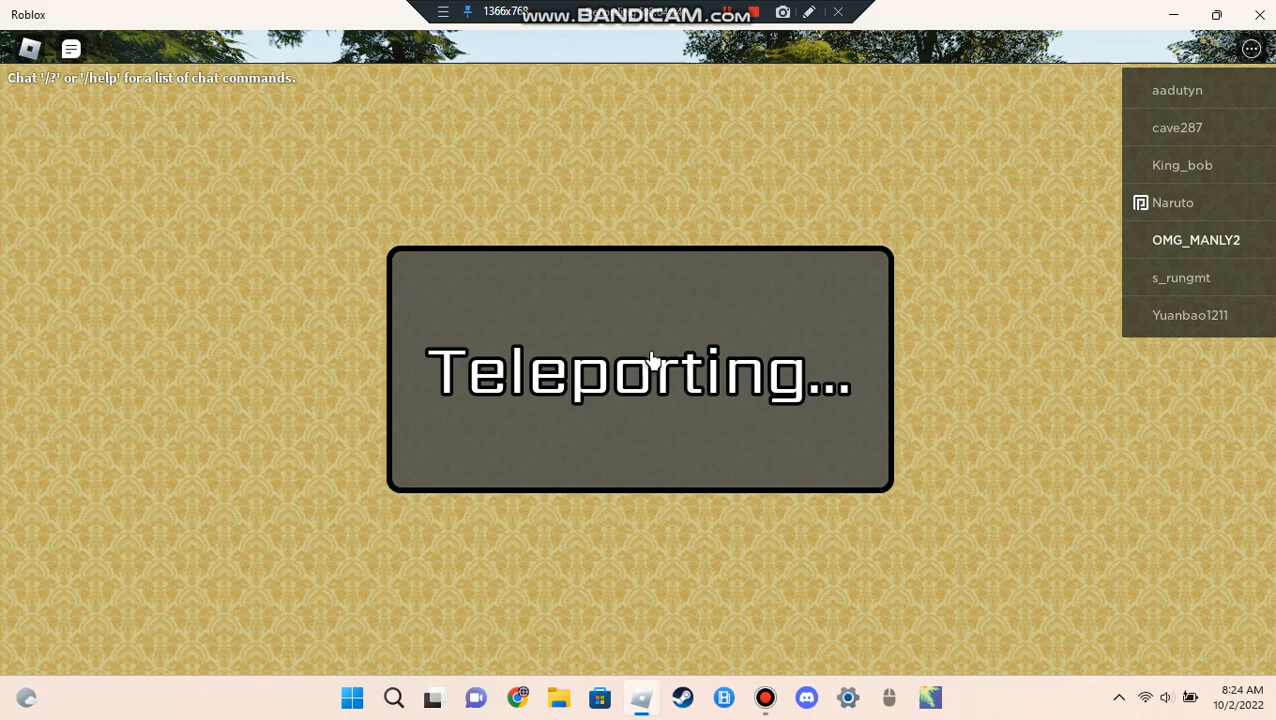 Roblox
1366x768
www.BANDICAM.com
Chat '/?' or '/help' for a list of chat commands.
aadutyn
cave287
King_bob
Naruto
OMG_MANLY2
s_rungmt
Yuanbao1211
Teleporting...
8:24 AM
10/2/2022